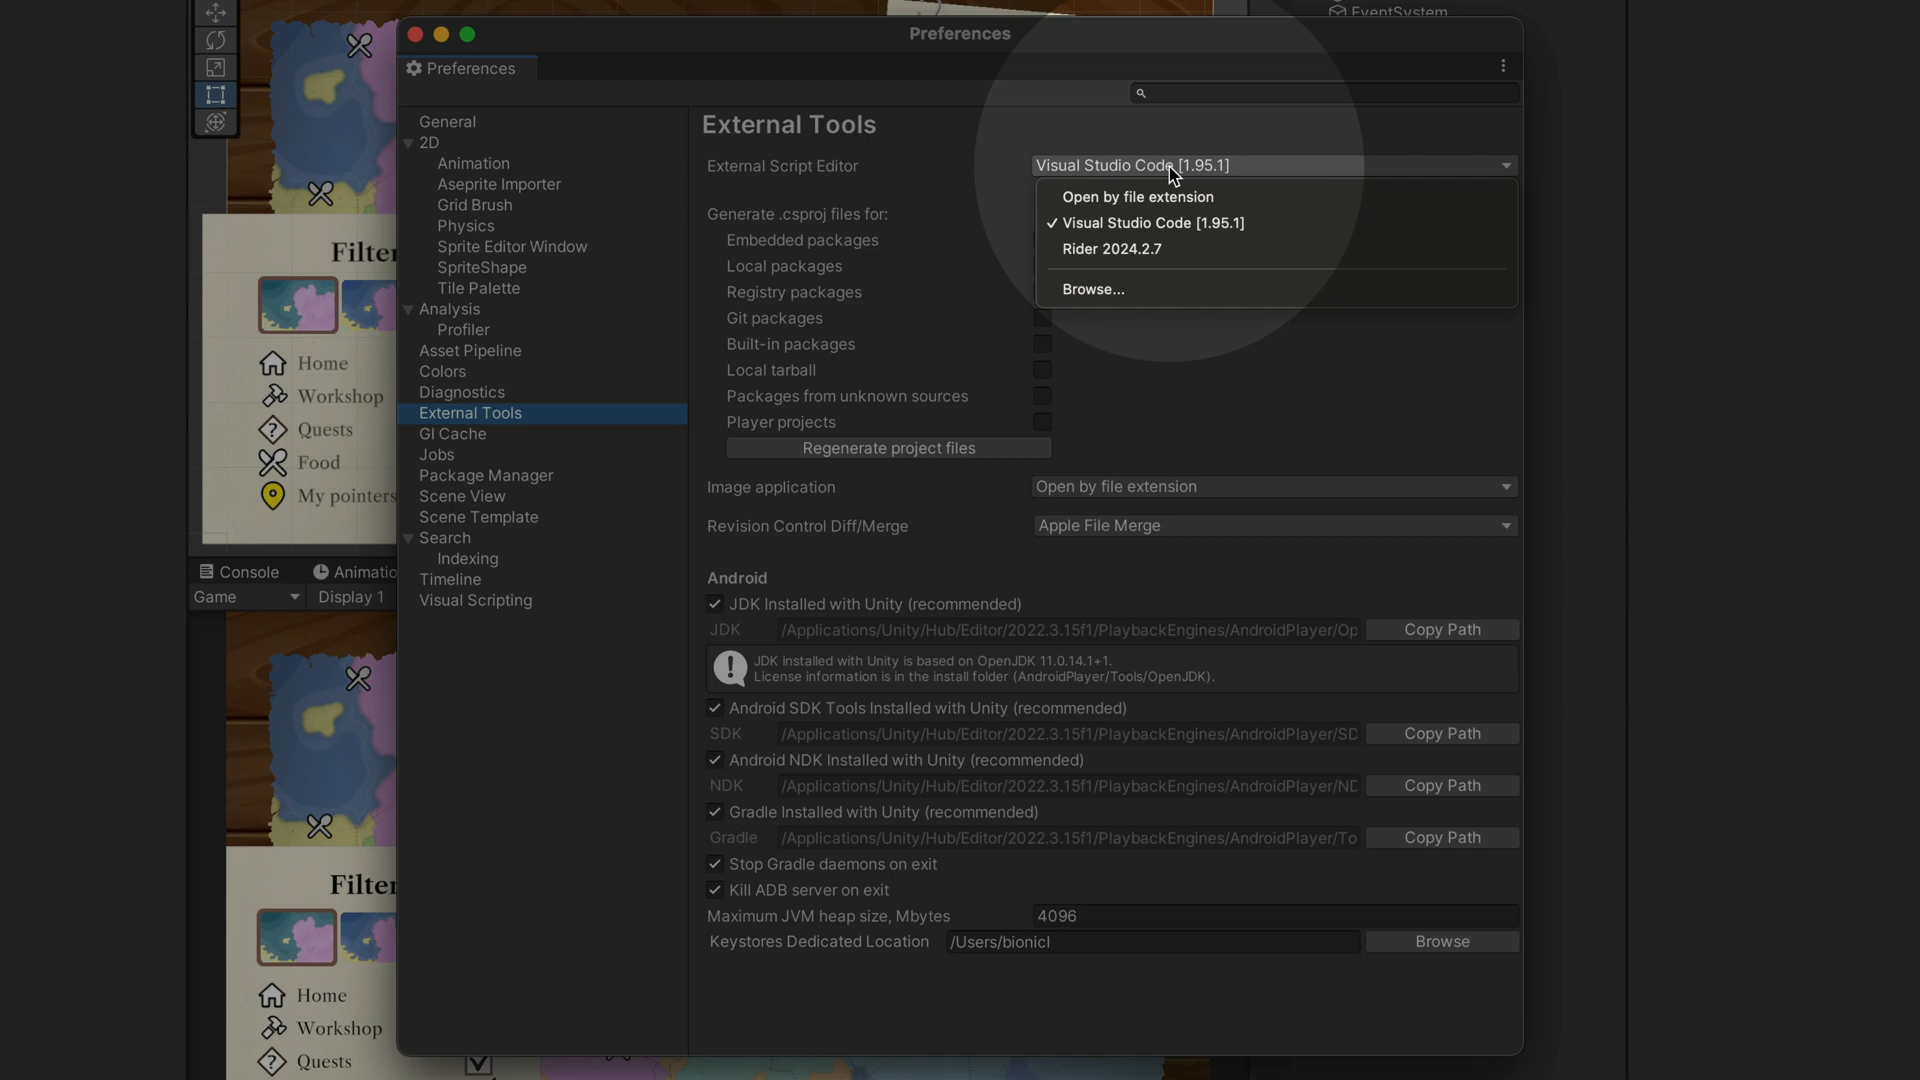 EventSystem
Preferences
Preferences
General
2D
Animation
Aseprite Importer
Grid Brush
Physics
Sprite Editor Window
SpriteShape
Tile Palette
Analysis
Profiler
Asset Pipeline
Colors
Diagnostics
External Tools
GI Cache
Jobs
Package Manager
Scene View
Scene Template
Search
Indexing
Timeline
Visual Scripting
External Tools
External Script Editor
Visual Studio Code [1.95.1]
Open by file extension
✓ Visual Studio Code [1.95.1]
Rider 2024.2.7
Browse...
Generate .csproj files for:
Embedded packages
Local packages
Registry packages
Git packages
Built-in packages
Local tarball
Packages from unknown sources
Player projects
Regenerate project files
Image application
Open by file extension
Revision Control Diff/Merge
Apple File Merge
Android
JDK Installed with Unity (recommended)
JDK /Applications/Unity/Hub/Editor/2022.3.15f1/PlaybackEngines/AndroidPlayer/Op Copy Path
JDK installed with Unity is based on OpenJDK 11.0.14.1+1.
License information is in the install folder (AndroidPlayer/Tools/OpenJDK).
Android SDK Tools Installed with Unity (recommended)
SDK /Applications/Unity/Hub/Editor/2022.3.15f1/PlaybackEngines/AndroidPlayer/SD Copy Path
Android NDK Installed with Unity (recommended)
NDK /Applications/Unity/Hub/Editor/2022.3.15f1/PlaybackEngines/AndroidPlayer/ND Copy Path
Gradle Installed with Unity (recommended)
Gradle /Applications/Unity/Hub/Editor/2022.3.15f1/PlaybackEngines/AndroidPlayer/To Copy Path
Stop Gradle daemons on exit
Kill ADB server on exit
Maximum JVM heap size, Mbytes 4096
Keystores Dedicated Location /Users/bionicl Browse
Filter
Home
Workshop
Quests
Food
My pointers
Console
Animatio
Game
Display 1
Filter
Home
Workshop
Quests